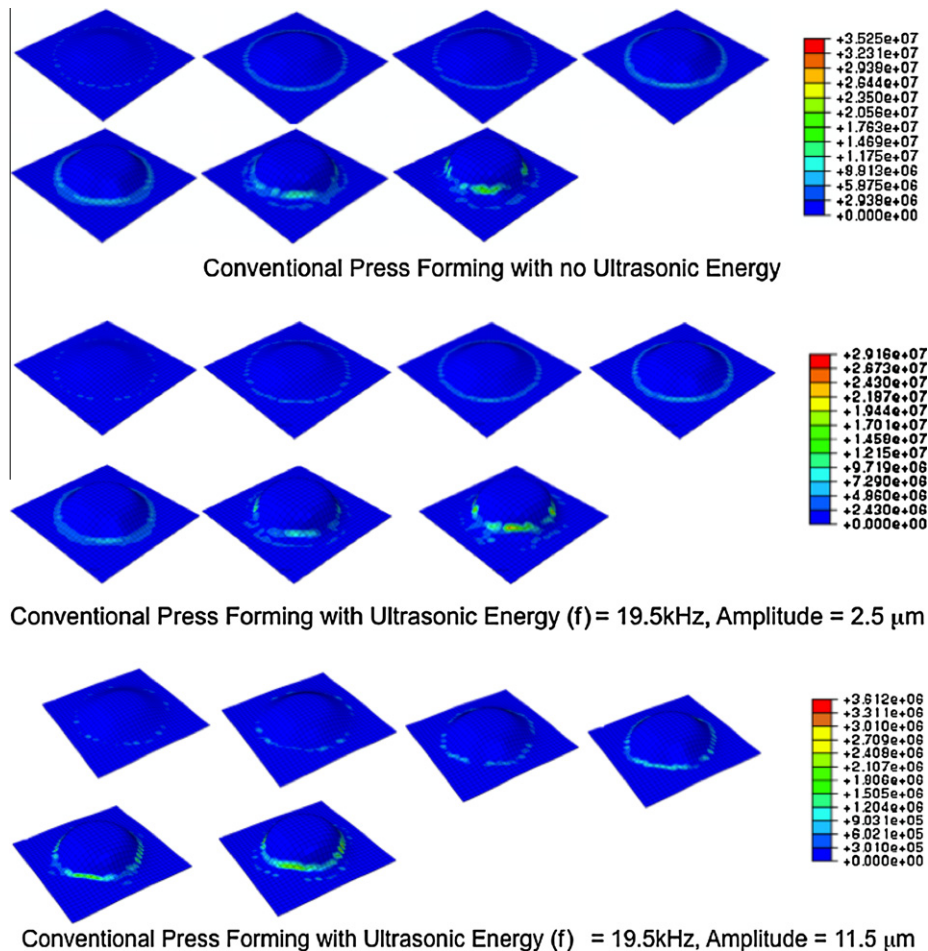 +3.525e+07
+3.231e+07
+2.938e+07
+2.644e+07
+2.350e+07
+2.056e+07
+1.763e+07
+1.469e+07
+1.175e+07
+9.913e+06
+5.975e+06
+2.938e+06
+0.000e+00
Conventional Press Forming with no Ultrasonic Energy
+2.916e+07
+2.673e+07
+2.430e+07
+2.187e+07
+1.944e+07
+1.701e+07
+1.458e+07
+1.215e+07
+9.719e+06
+7.290e+06
+4.960e+06
+2.430e+06
+0.000e+00
Conventional Press Forming with Ultrasonic Energy (f) = 19.5kHz, Amplitude = 2.5 μm
+3.612e+06
+3.311e+06
+3.010e+06
+2.709e+06
+2.408e+06
+2.107e+06
+1.806e+06
+1.505e+06
+1.204e+06
+9.031e+05
+6.021e+05
+3.010e+05
+0.000e+00
Conventional Press Forming with Ultrasonic Energy (f) = 19.5kHz, Amplitude = 11.5 μm